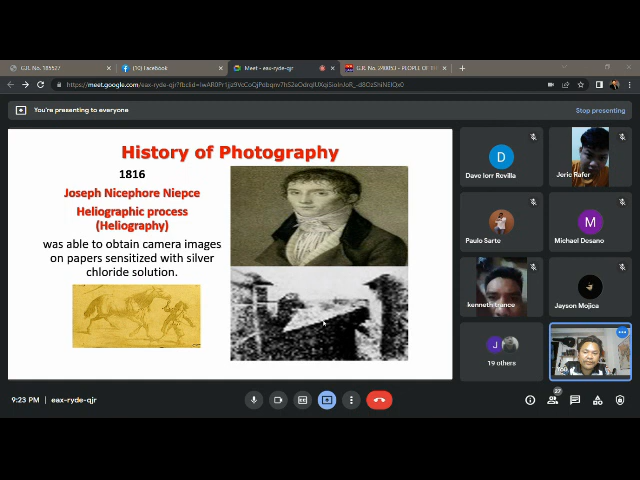 G.R. No. 185527
(10) Facebook
Meet - eax-ryde-qjr
G.R. No. 240053 - PEOPLE OF
You're presenting to everyone
Stop presenting
History of Photography
1816
Joseph Nicephore Niepce
Heliographic process
(Heliography)
was able to obtain camera images
on papers sensitized with silver
chloride solution.
Dave lorr Revilla
Jeric Rafer
Paulo Sarte
Michael Desano
kenneth trance
Jayson Mojica
J
19 others
You
9:23 PM
eax-ryde-qjr
27
D
M